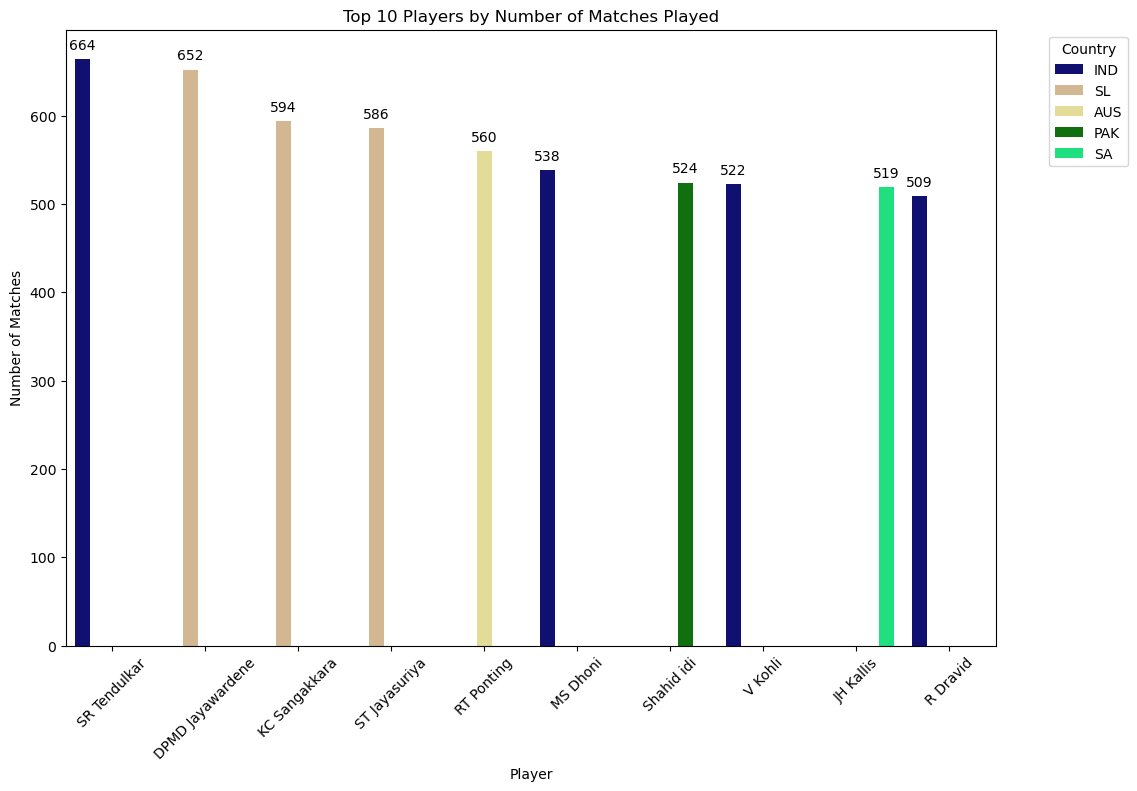 Top 10 Players by Number of Matches Played
Country
IND
SL
AUS
PAK
SA
664
652
594
586
560
538
524
522
519
509
Number of Matches
600
500
400
300
200
100
0
SR Tendulkar
DPMD Jayawardene
KC Sangakkara
ST Jayasuriya
RT Ponting
MS Dhoni
Shahid idi
V Kohli
JH Kallis
R Dravid
Player